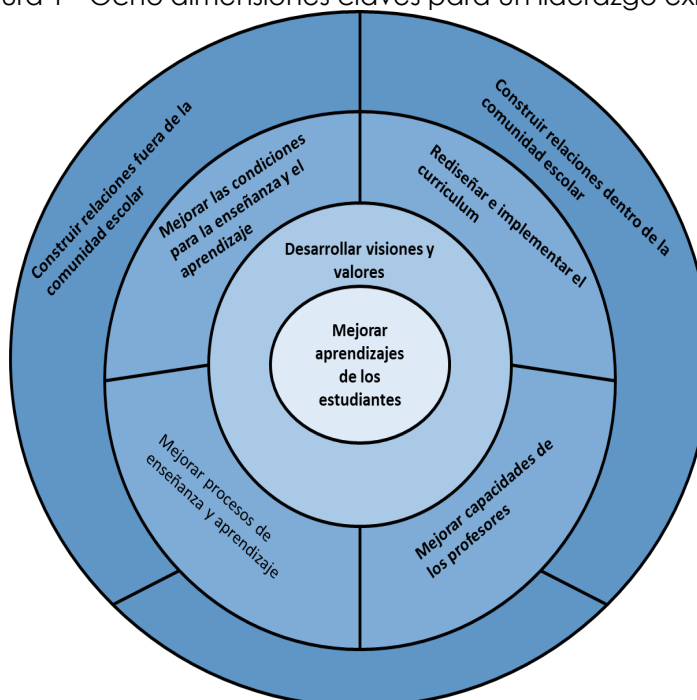 Ocho dimensiones claves para un liderazgo
Construir relaciones fuera de la
comunidad escolar
Construir relaciones dentro de la
comunidad escolar
Mejorar las condiciones
para la enseñanza y el
aprendizaje
Rediseñar e implementar el
curriculum
Desarrollar visiones y
valores
Mejorar
aprendizajes
de los
estudiantes
Mejorar procesos de
enseñanza y aprendizaje
Mejorar capacidades de
los profesores